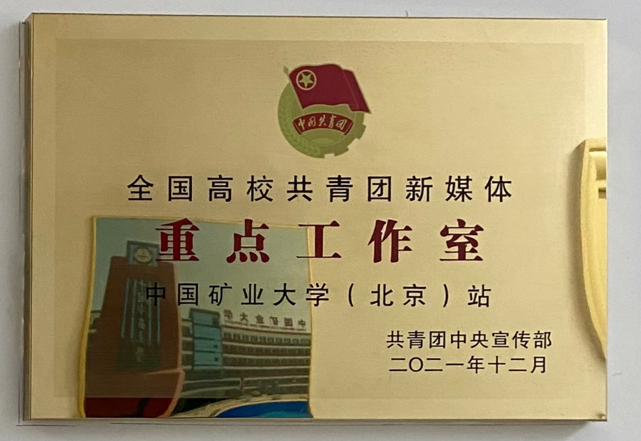 中国共青团
全国高校共青团新媒体
重点工作室
中国矿业大学（北京）站
共青团中央宣传部
二〇二一年十二月